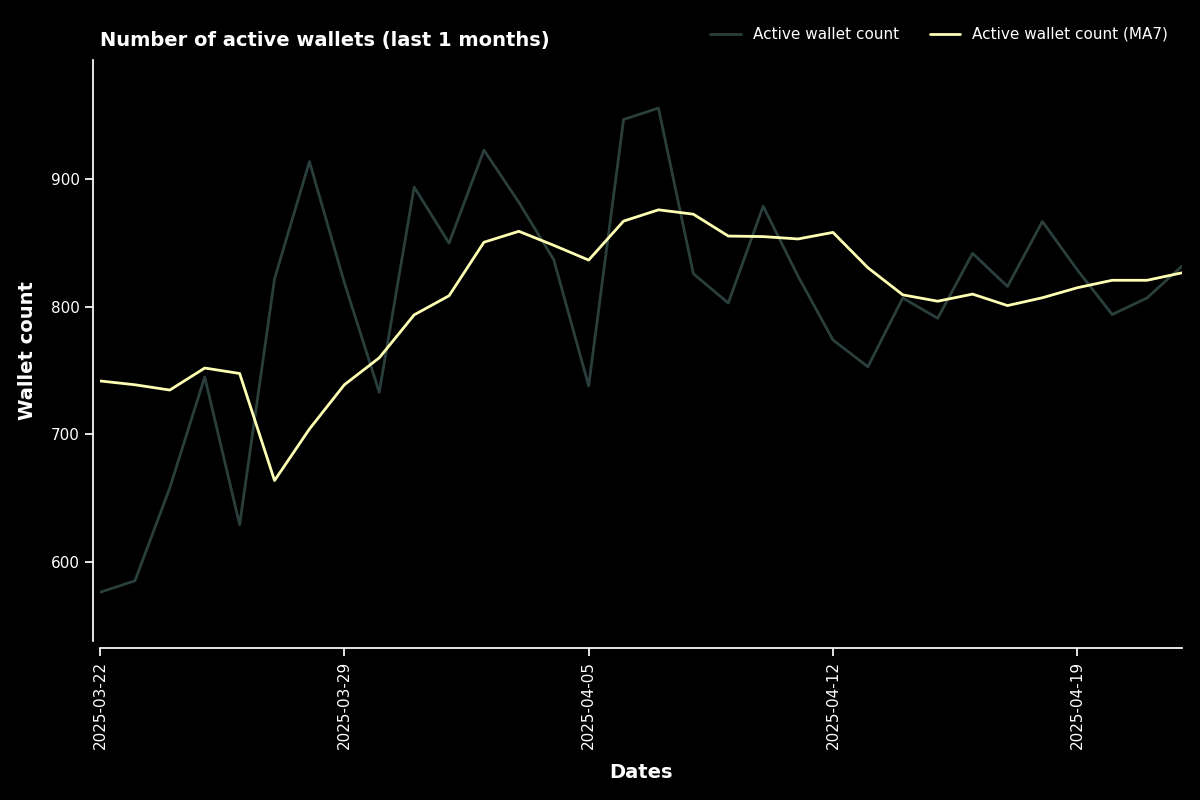 Number of active wallets (last 1 months)
Active wallet count
Active wallet count (MA7)
Wallet count
900
800
700
600
2025-03-22
2025-03-29
2025-04-05
2025-04-12
2025-04-19
Dates